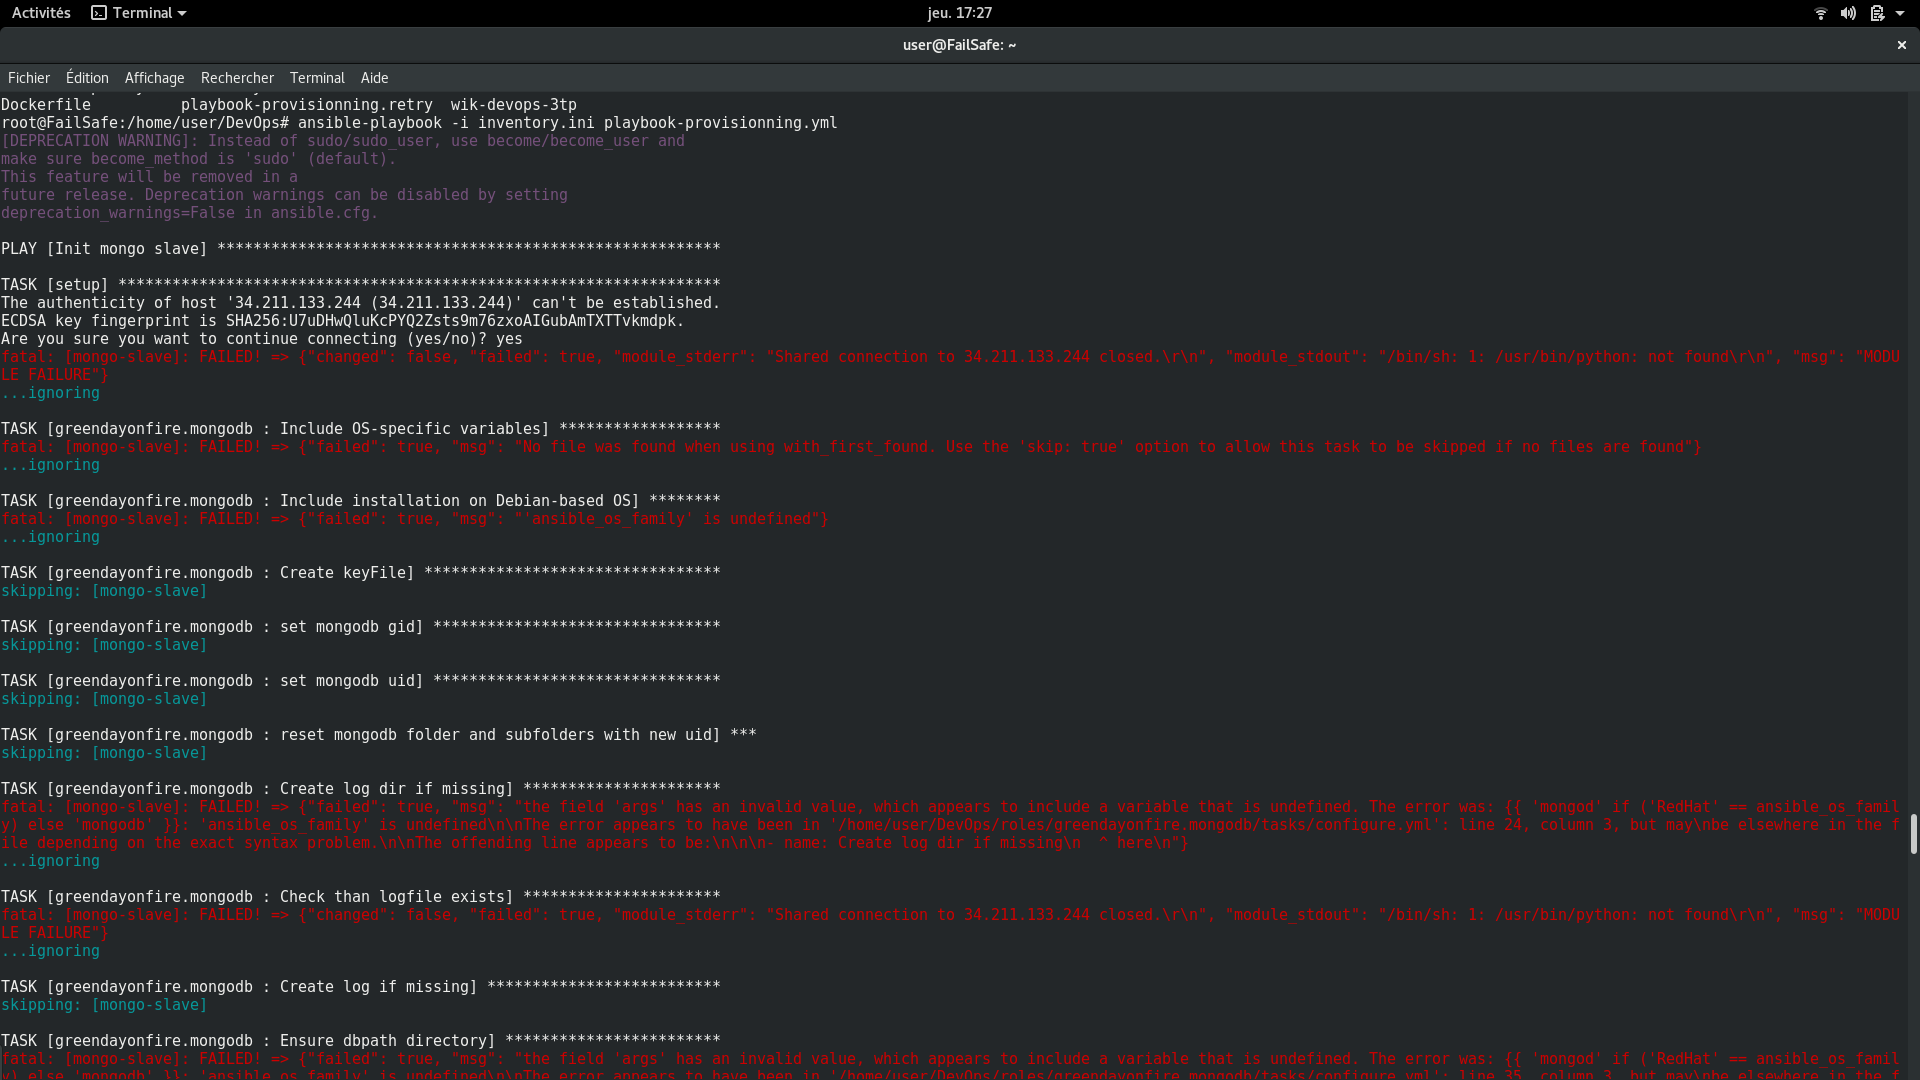 Activités Terminal jeu. 17:27
user@FailSafe: ~
Fichier Édition Affichage Rechercher Terminal Aide
Dockerfile          playbook-provisionning.retry  wik-devops-3tp
root@FailSafe:/home/user/DevOps# ansible-playbook -i inventory.ini playbook-provisionning.yml
[DEPRECATION WARNING]: Instead of sudo/sudo_user, use become/become_user and
make sure become_method is 'sudo' (default).
This feature will be removed in a
future release. Deprecation warnings can be disabled by setting
deprecation_warnings=False in ansible.cfg.
PLAY [Init mongo slave] ********************************************************
TASK [setup] *******************************************************************
The authenticity of host '34.211.133.244 (34.211.133.244)' can't be established.
ECDSA key fingerprint is SHA256:U7uDHwQluKcPYQ2Zsts9m76zxoAIGubAmTXTTvkmdpk.
Are you sure you want to continue connecting (yes/no)? yes
fatal: [mongo-slave]: FAILED! => {"changed": false, "failed": true, "module_stderr": "Shared connection to 34.211.133.244 closed.\r\n", "module_stdout": "/bin/sh: 1: /usr/bin/python: not found\r\n", "msg": "MODU
LE FAILURE"}
...ignoring
TASK [greendayonfire.mongodb : Include OS-specific variables] ******************
fatal: [mongo-slave]: FAILED! => {"failed": true, "msg": "No file was found when using with_first_found. Use the 'skip: true' option to allow this task to be skipped if no files are found"}
...ignoring
TASK [greendayonfire.mongodb : Include installation on Debian-based OS] ********
fatal: [mongo-slave]: FAILED! => {"failed": true, "msg": "'ansible_os_family' is undefined"}
...ignoring
TASK [greendayonfire.mongodb : Create keyFile] *********************************
skipping: [mongo-slave]
TASK [greendayonfire.mongodb : set mongodb gid] ********************************
skipping: [mongo-slave]
TASK [greendayonfire.mongodb : set mongodb uid] ********************************
skipping: [mongo-slave]
TASK [greendayonfire.mongodb : reset mongodb folder and subfolders with new uid] ***
skipping: [mongo-slave]
TASK [greendayonfire.mongodb : Create log dir if missing] **********************
fatal: [mongo-slave]: FAILED! => {"failed": true, "msg": "the field 'args' has an invalid value, which appears to include a variable that is undefined. The error was: {{ 'mongod' if ('RedHat' == ansible_os_famil
y) else 'mongodb' }}: 'ansible_os_family' is undefined\n\nThe error appears to have been in '/home/user/DevOps/roles/greendayonfire.mongodb/tasks/configure.yml': line 24, column 3, but may\nbe elsewhere in the f
ile depending on the exact syntax problem.\n\nThe offending line appears to be:\n\n\n- name: Create log dir if missing\n  ^ here\n"}
...ignoring
TASK [greendayonfire.mongodb : Check than logfile exists] **********************
fatal: [mongo-slave]: FAILED! => {"changed": false, "failed": true, "module_stderr": "Shared connection to 34.211.133.244 closed.\r\n", "module_stdout": "/bin/sh: 1: /usr/bin/python: not found\r\n", "msg": "MODU
LE FAILURE"}
...ignoring
TASK [greendayonfire.mongodb : Create log if missing] **************************
skipping: [mongo-slave]
TASK [greendayonfire.mongodb : Ensure dbpath directory] ************************
fatal: [mongo-slave]: FAILED! => {"failed": true, "msg": "the field 'args' has an invalid value, which appears to include a variable that is undefined. The error was: {{ 'mongod' if ('RedHat' == ansible_os_famil
y) else 'mongodb' }}: 'ansible_os_family' is undefined\n\nThe error appears to have been in '/home/user/DevOps/roles/greendayonfire.mongodb/tasks/configure.yml': line 35, column 3, but may\nbe elsewhere in the f